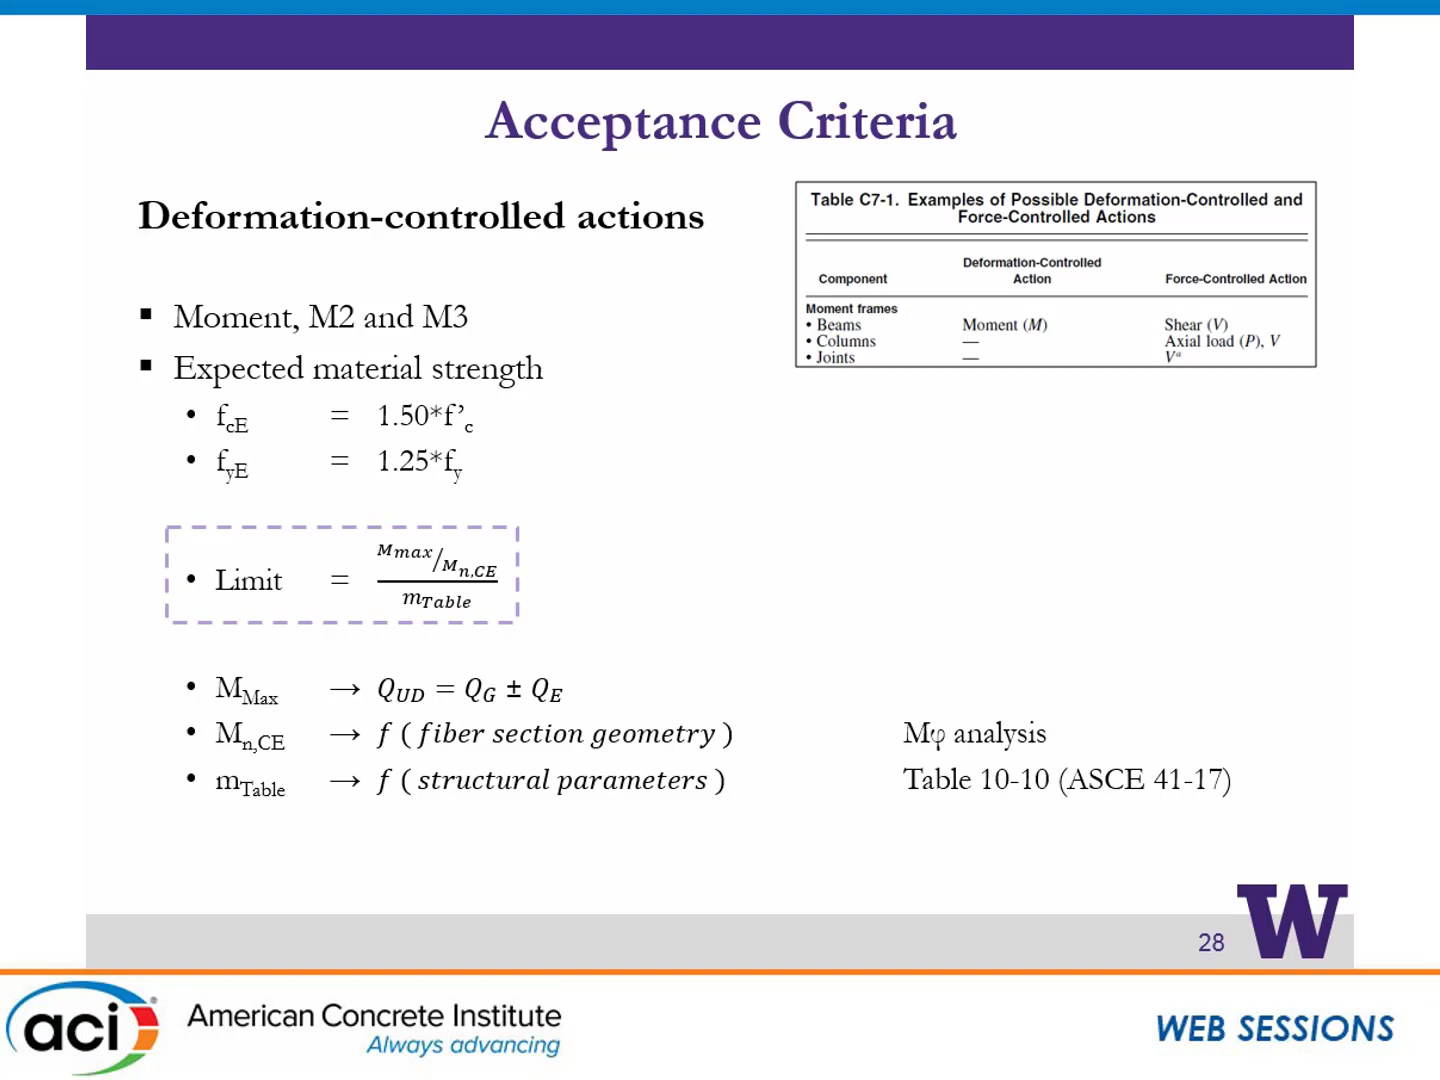 Acceptance Criteria
Deformation-controlled actions
▪ Moment, M2 and M3
▪ Expected material strength
• fcE = 1.50*f'c
• fyE = 1.25*fy
• Limit = Mmax/Mn,CE
mTable
• MMax → QUD = QG ± QE
• Mn,CE → f ( fiber section geometry ) Mφ analysis
• mTable → f ( structural parameters ) Table 10-10 (ASCE 41-17)
Table C7-1. Examples of Possible Deformation-Controlled and
Force-Controlled Actions
Deformation-Controlled
Component Action Force-Controlled Action
Moment frames
• Beams Moment (M) Shear (V)
• Columns — Axial load (P), V
• Joints — Va
28
W
aci ®
American Concrete Institute
Always advancing
WEB SESSIONS